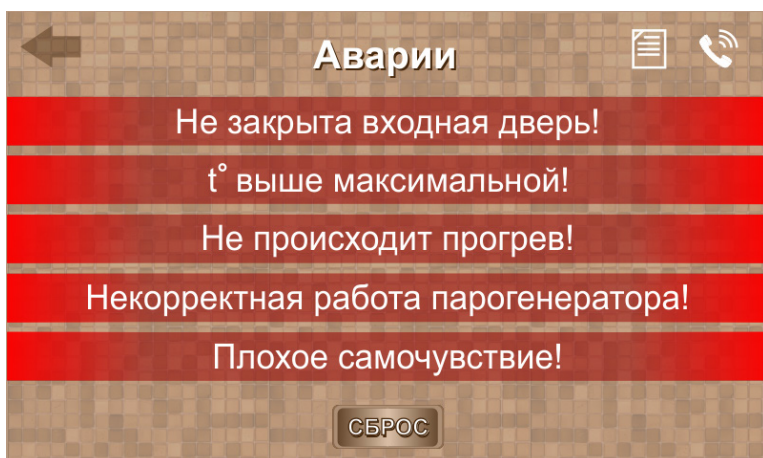 Аварии
Не закрыта входная дверь!
t° выше максимальной!
Не происходит прогрев!
Некорректная работа парогенератора!
Плохое самочувствие!
СБРОС